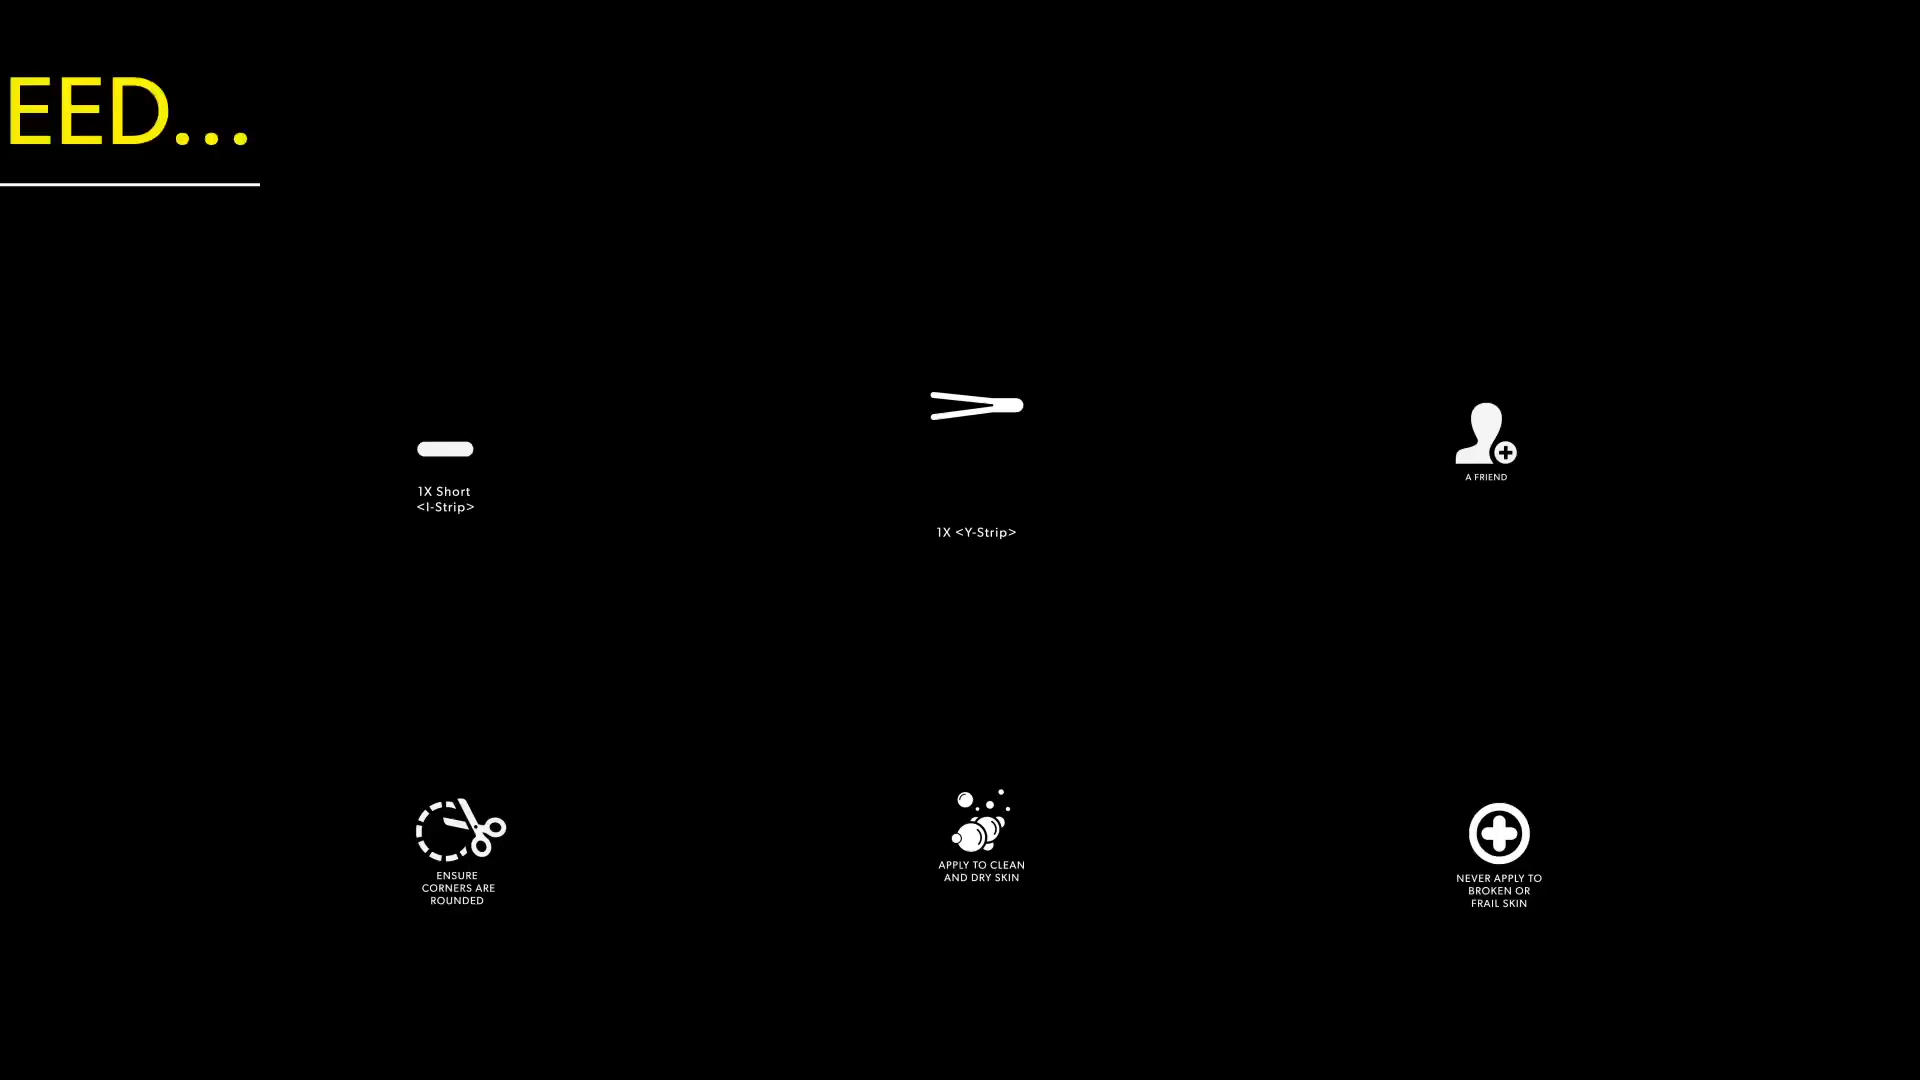 EED...
1X Short
<I-Strip>
1X <Y-Strip>
A FRIEND
ENSURE
CORNERS ARE
ROUNDED
APPLY TO CLEAN
AND DRY SKIN
NEVER APPLY TO
BROKEN OR
FRAIL SKIN